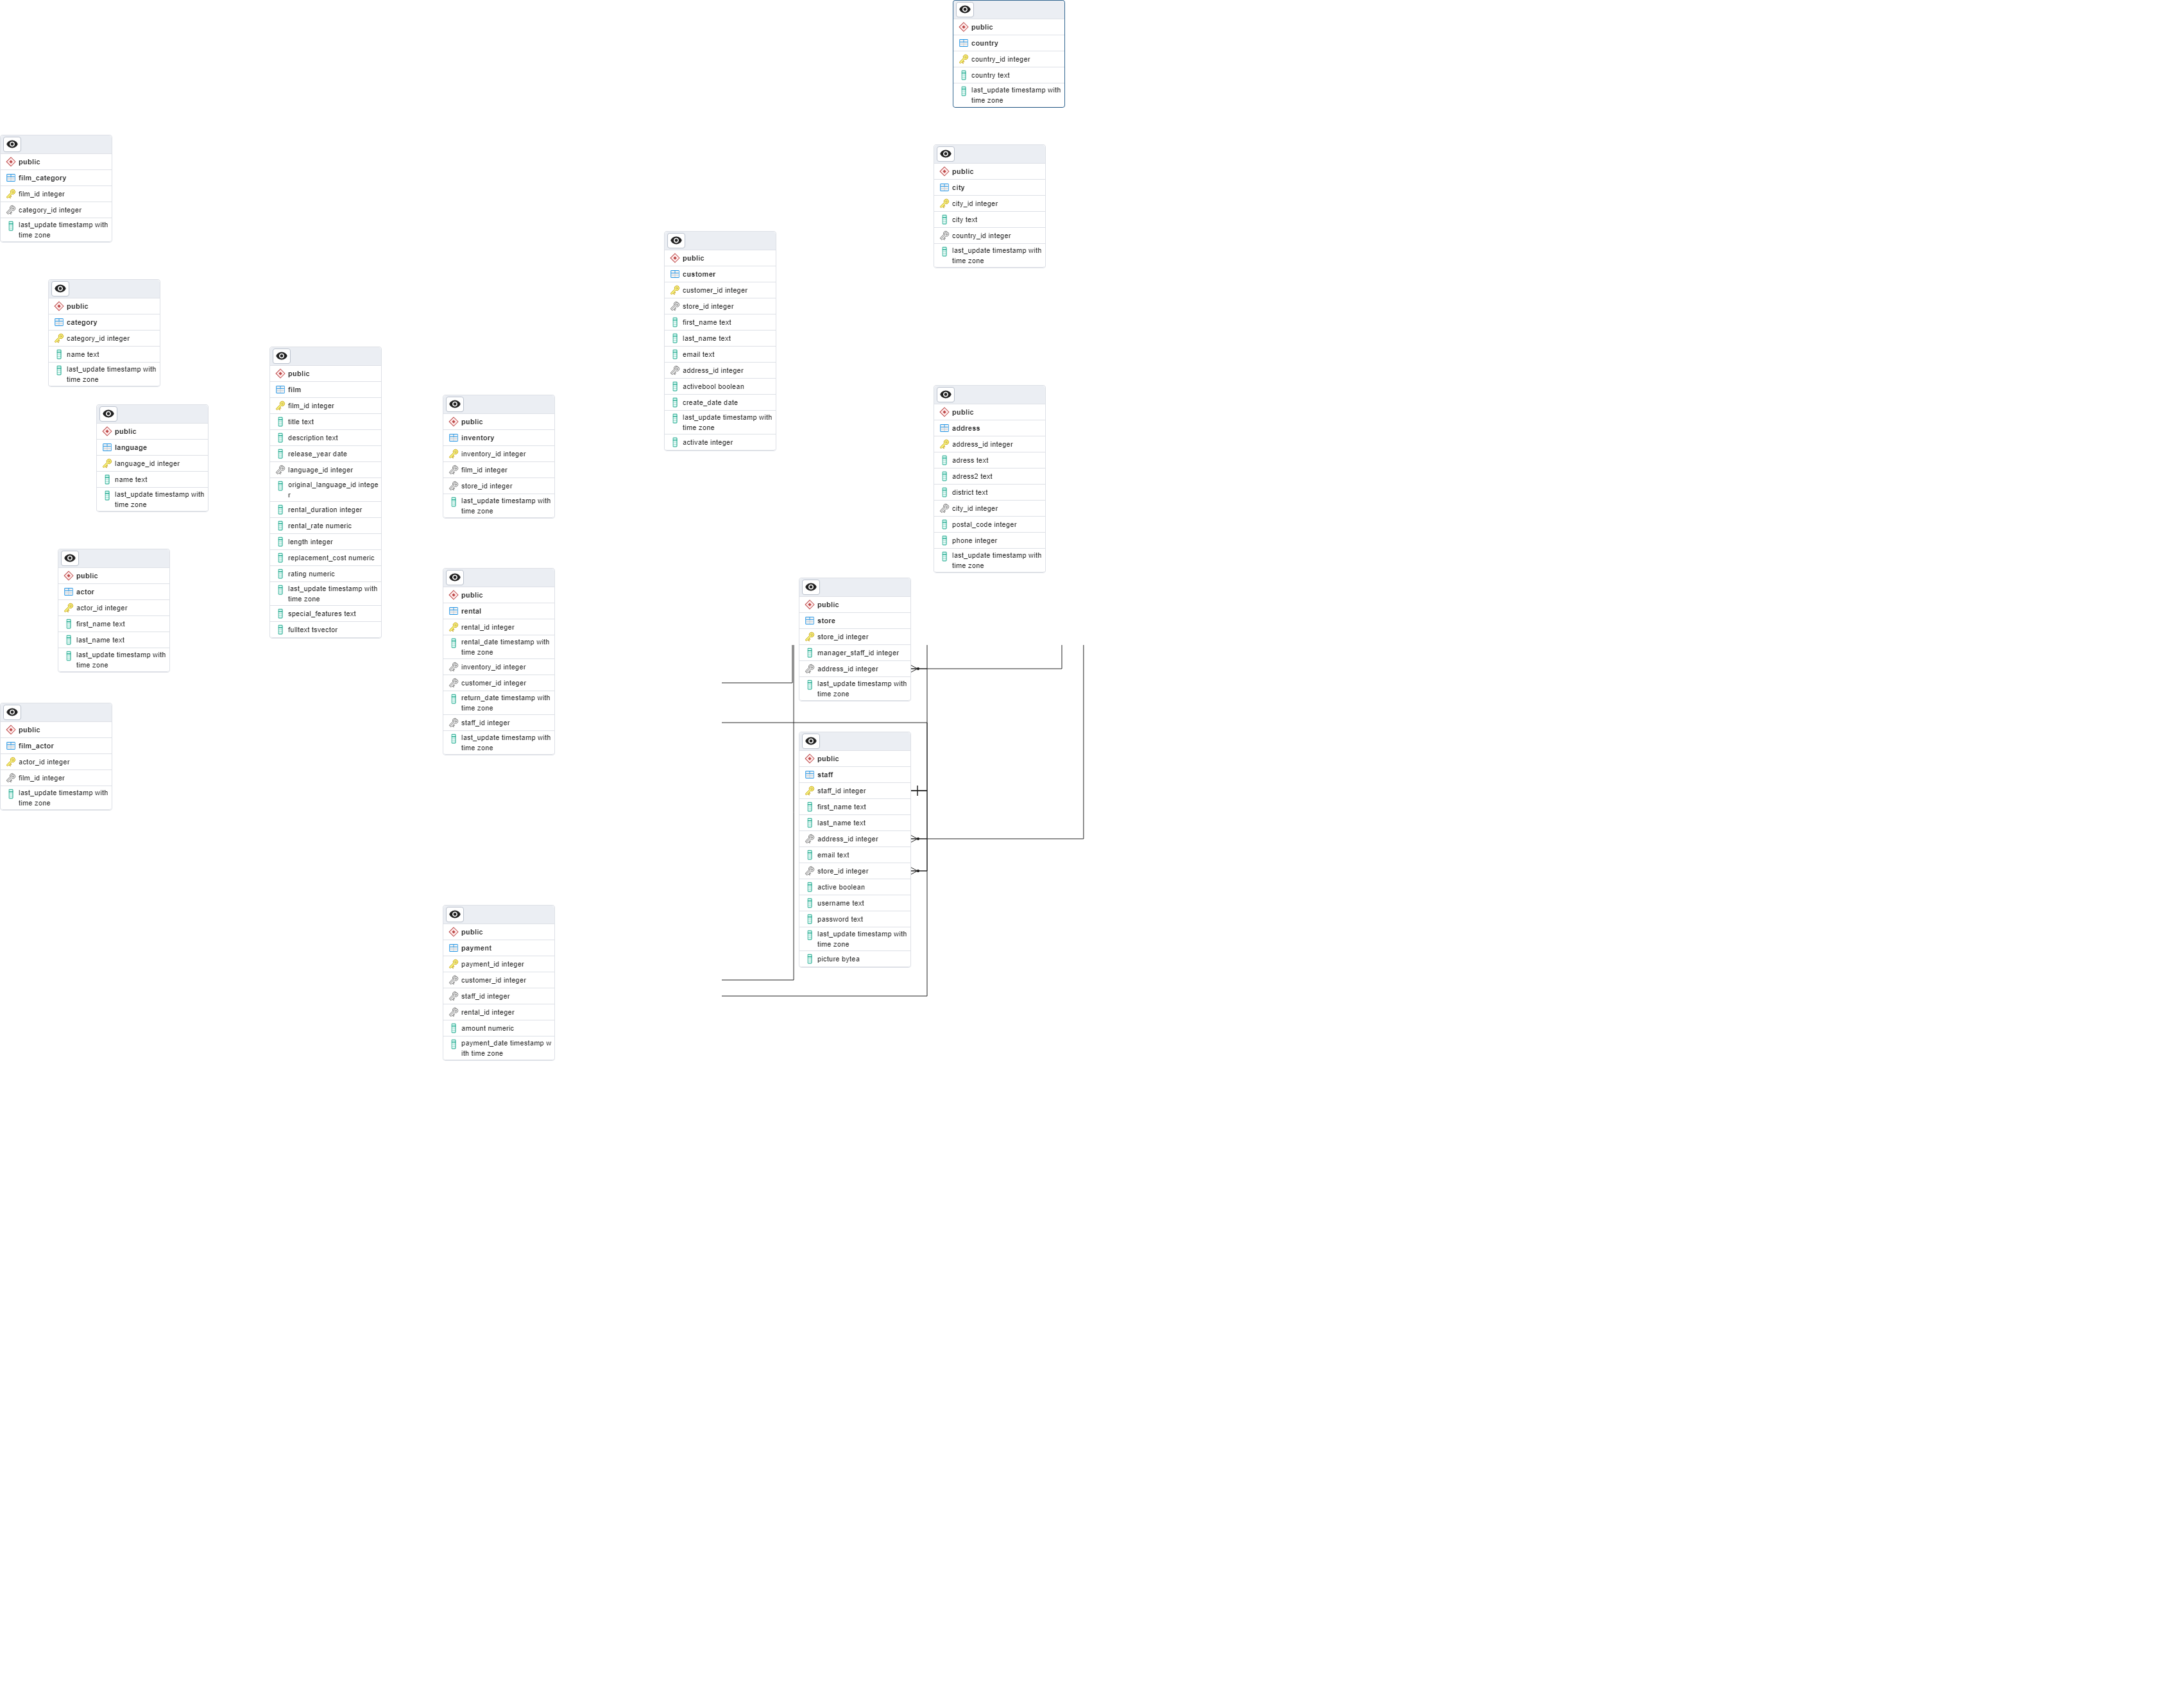 public
country
country_id integer
country text
last_update timestamp with
time zone
public
film_category
film_id integer
category_id integer
last_update timestamp with
time zone
public
city
city_id integer
city text
country_id integer
last_update timestamp with
time zone
public
customer
customer_id integer
store_id integer
first_name text
last_name text
email text
address_id integer
activebool boolean
create_date date
last_update timestamp with
time zone
activate integer
public
category
category_id integer
name text
last_update timestamp with
time zone
public
film
film_id integer
title text
description text
release_year date
language_id integer
original_language_id intege
r
rental_duration integer
rental_rate numeric
length integer
replacement_cost numeric
rating numeric
last_update timestamp with
time zone
special_features text
fulltext tsvector
public
address
address_id integer
adress text
adress2 text
district text
city_id integer
postal_code integer
phone integer
last_update timestamp with
time zone
public
inventory
inventory_id integer
film_id integer
store_id integer
last_update timestamp with
time zone
public
language
language_id integer
name text
last_update timestamp with
time zone
public
actor
actor_id integer
first_name text
last_name text
last_update timestamp with
time zone
public
rental
rental_id integer
rental_date timestamp with
time zone
inventory_id integer
customer_id integer
return_date timestamp with
time zone
staff_id integer
last_update timestamp with
time zone
public
store
store_id integer
manager_staff_id integer
address_id integer
last_update timestamp with
time zone
public
film_actor
actor_id integer
film_id integer
last_update timestamp with
time zone
public
staff
staff_id integer
first_name text
last_name text
address_id integer
email text
store_id integer
active boolean
username text
password text
last_update timestamp with
time zone
picture bytea
public
payment
payment_id integer
customer_id integer
staff_id integer
rental_id integer
amount numeric
payment_date timestamp w
ith time zone